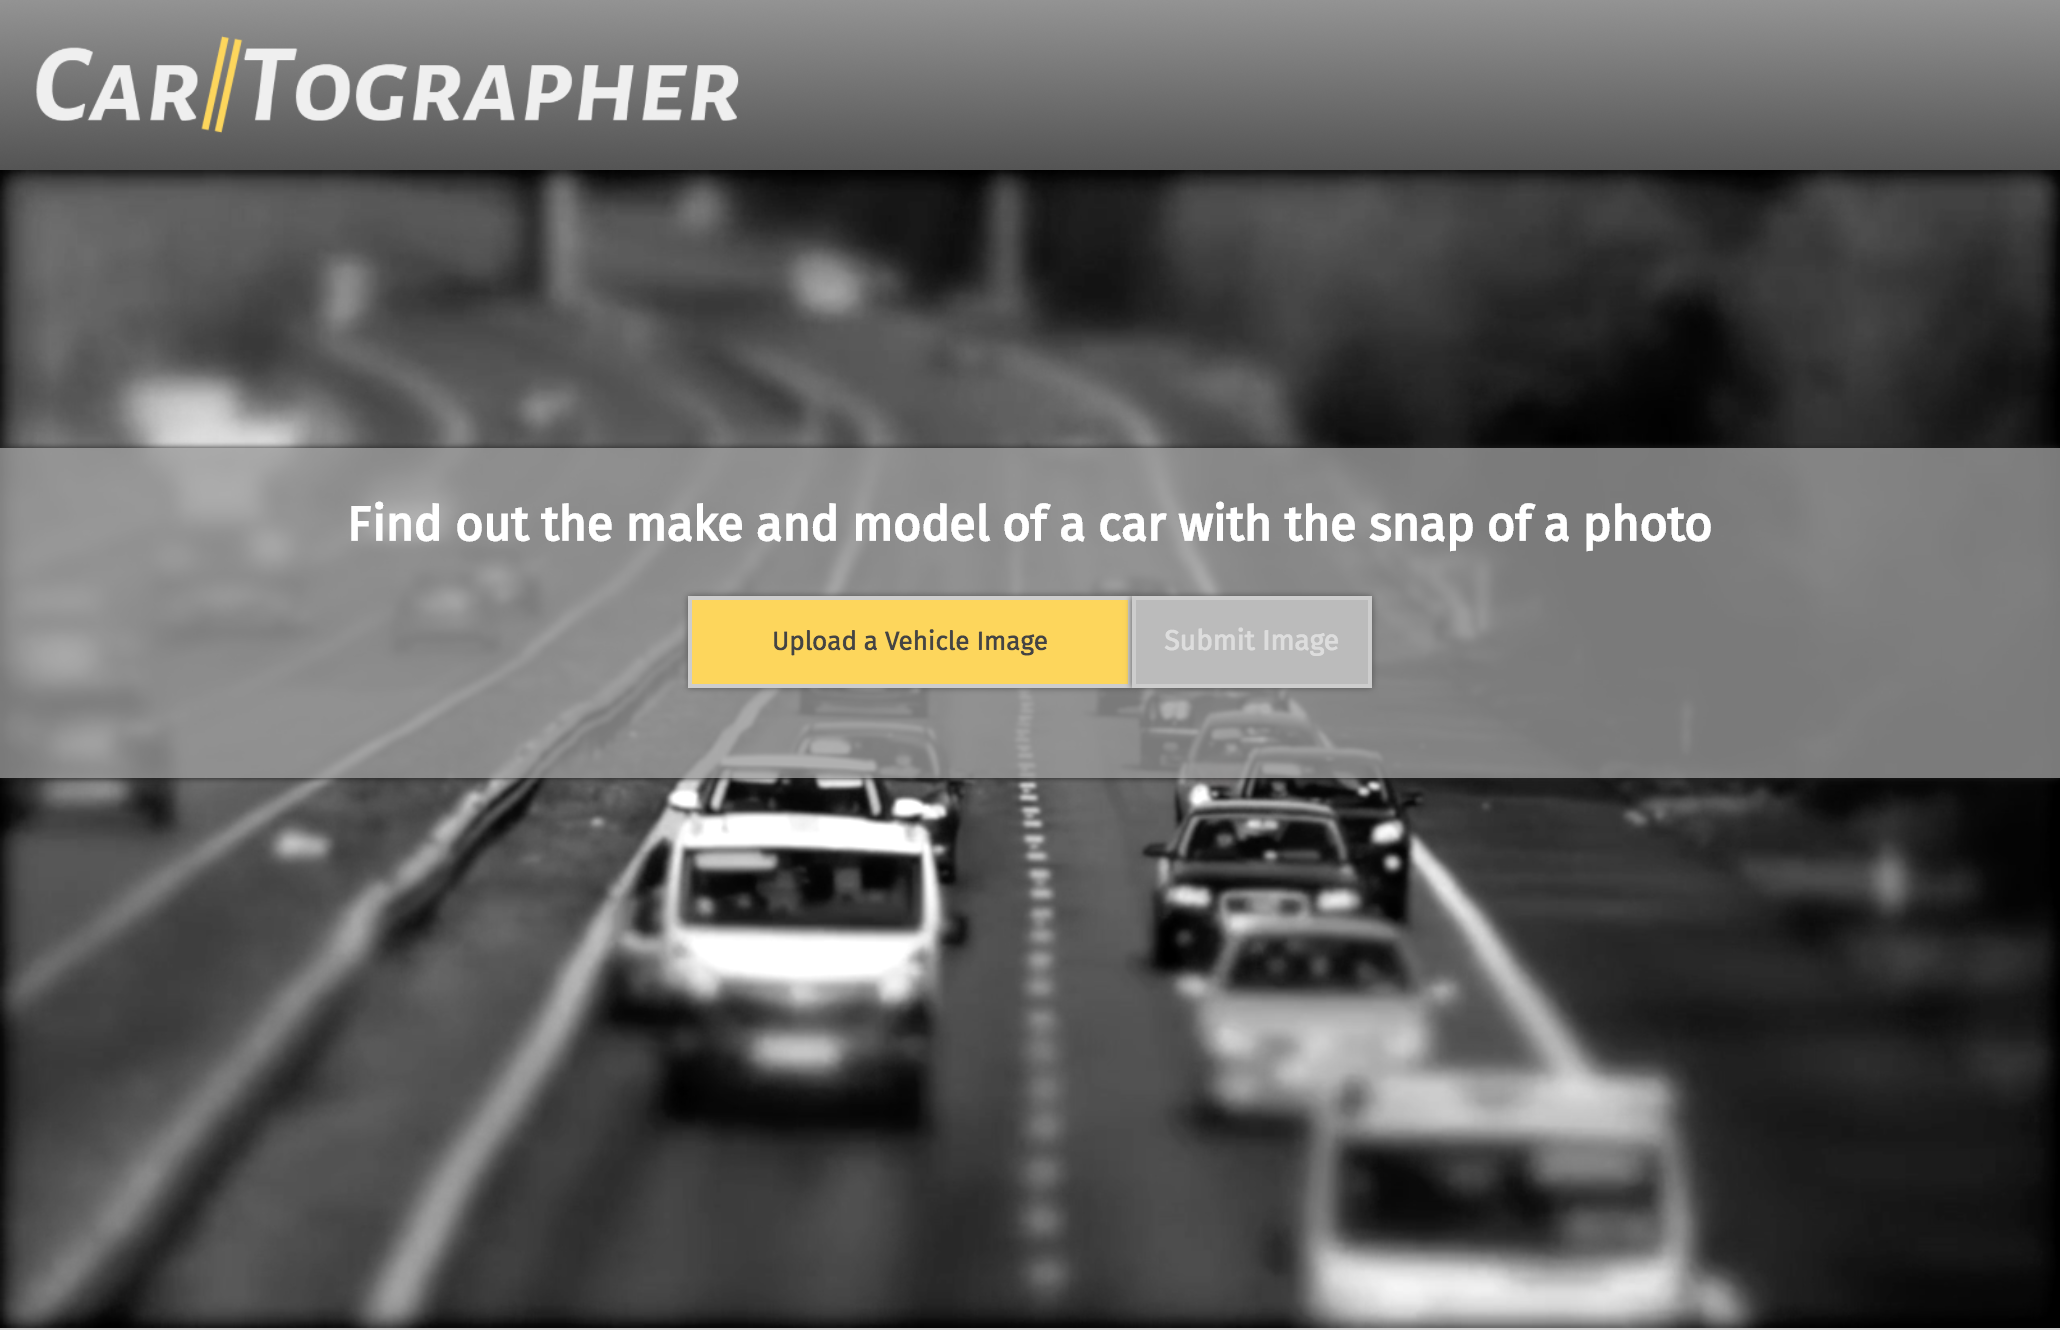 CAR//TOGRAPHER
Find out the make and model of a car with the snap of a photo
Upload a Vehicle Image
Submit Image